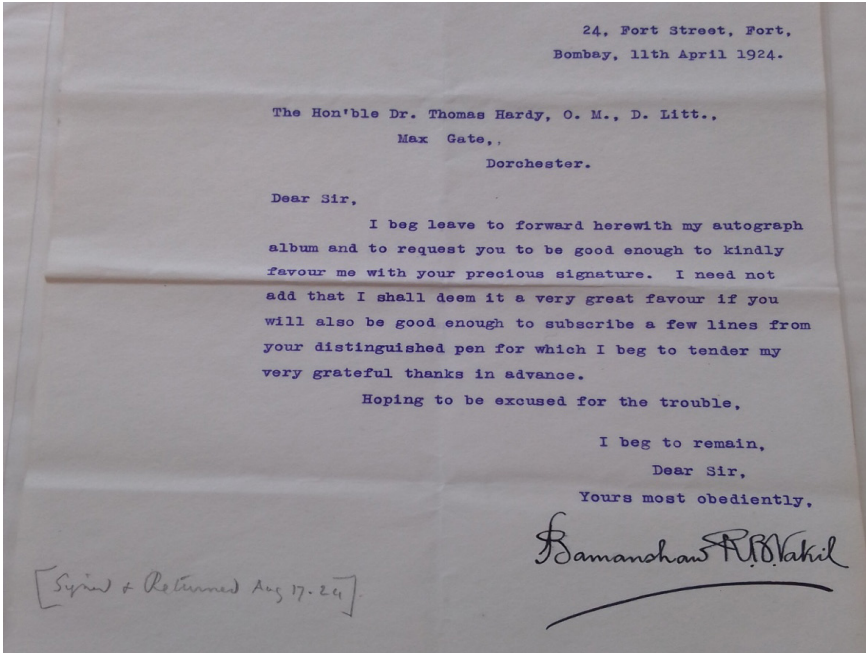 24, Fort Street, Fort,
Bombay, 11th April 1924.
The Hon'ble Dr. Thomas Hardy, O. M., D. Litt.,
Max Gate,,
Dorchester.
Dear Sir,
I beg leave to forward herewith my autograph
album and to request you to be good enough to kindly
favour me with your precious signature. I need not
add that I shall deem it a very great favour if you
will also be good enough to subscribe a few lines from
your distinguished pen for which I beg to tender my
very grateful thanks in advance.
Hoping to be excused for the trouble,
I beg to remain,
Dear Sir,
Yours most obediently,
Bamanshaw R.B.Vakil
[Signed & Returned Aug 17. 24].